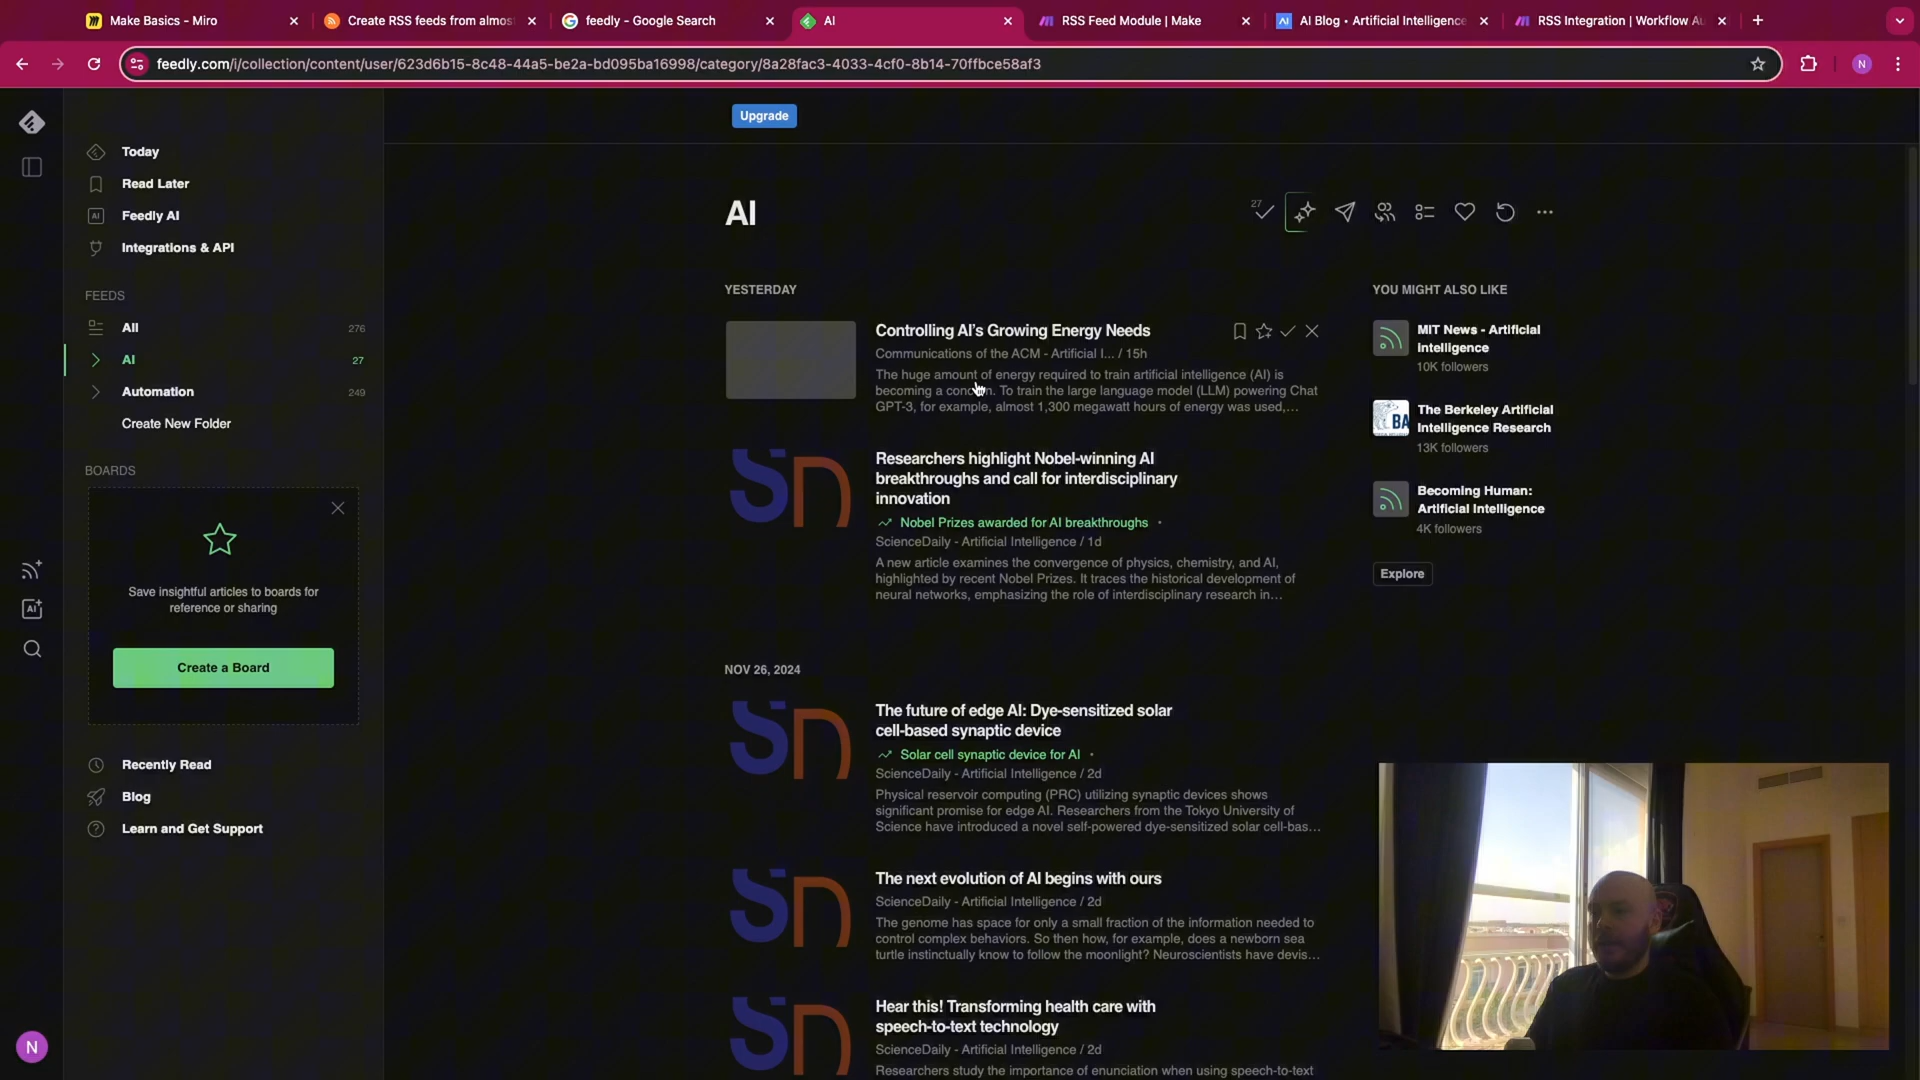 Make Basics - Miro
Create RSS feeds from almos
feedly - Google Search
AI
RSS Feed Module | Make
AI Blog • Artificial Intelligence
RSS Integration | Workflow Au
feedly.com/i/collection/content/user/623d6b15-8c48-44a5-be2a-bd095ba16998/category/8a28fac3-4033-4cf0-8b14-70ffbce58af3
N
Upgrade
Today
Read Later
AI
Feedly AI
Integrations & API
FEEDS
All
276
AI
27
Automation
249
Create New Folder
BOARDS
Save insightful articles to boards for
reference or sharing
Create a Board
Recently Read
Blog
Learn and Get Support
AI
N
AI
27
YESTERDAY
Controlling AI's Growing Energy Needs
Communications of the ACM - Artificial I... / 15h
The huge amount of energy required to train artificial intelligence (AI) is
becoming a concern. To train the large language model (LLM) powering Chat
GPT-3, for example, almost 1,300 megawatt hours of energy was used,...
SD
Researchers highlight Nobel-winning AI
breakthroughs and call for interdisciplinary
innovation
Nobel Prizes awarded for AI breakthroughs •
ScienceDaily - Artificial Intelligence / 1d
A new article examines the convergence of physics, chemistry, and AI,
highlighted by recent Nobel Prizes. It traces the historical development of
neural networks, emphasizing the role of interdisciplinary research in...
NOV 26, 2024
SD
The future of edge AI: Dye-sensitized solar
cell-based synaptic device
Solar cell synaptic device for AI •
ScienceDaily - Artificial Intelligence / 2d
Physical reservoir computing (PRC) utilizing synaptic devices shows
significant promise for edge AI. Researchers from the Tokyo University of
Science have introduced a novel self-powered dye-sensitized solar cell-bas...
SD
The next evolution of AI begins with ours
ScienceDaily - Artificial Intelligence / 2d
The genome has space for only a small fraction of the information needed to
control complex behaviors. So then how, for example, does a newborn sea
turtle instinctually know to follow the moonlight? Neuroscientists have devis...
SD
Hear this! Transforming health care with
speech-to-text technology
ScienceDaily - Artificial Intelligence / 2d
Researchers study the importance of enunciation when using speech-to-text
YOU MIGHT ALSO LIKE
MIT News - Artificial
Intelligence
10K followers
BA
The Berkeley Artificial
Intelligence Research
13K followers
Becoming Human:
Artificial Intelligence
4K followers
Explore